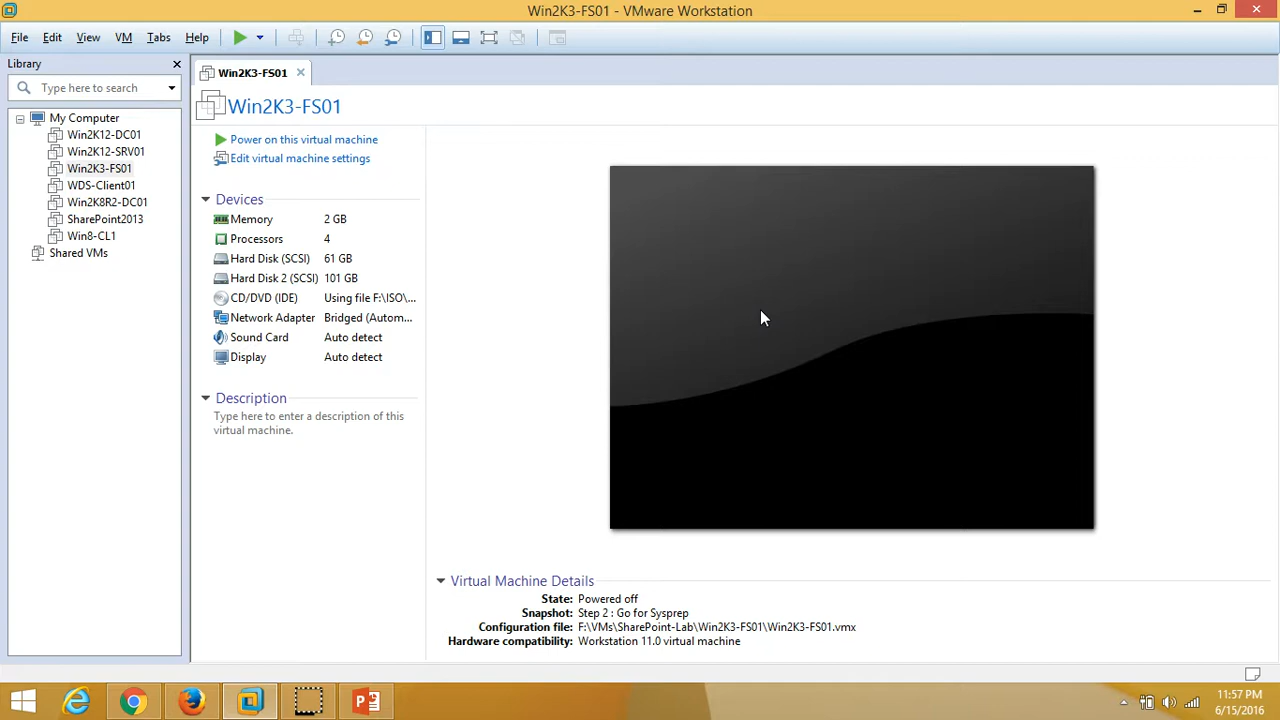 Win2K3-FS01 - VMware Workstation
File Edit View VM Tabs Help
Library
Type here to search
My Computer
Win2K12-DC01
Win2K12-SRV01
Win2K3-FS01
WDS-Client01
Win2K8R2-DC01
SharePoint2013
Win8-CL1
Shared VMs
Win2K3-FS01
Win2K3-FS01
Power on this virtual machine
Edit virtual machine settings
Devices
Memory 2 GB
Processors 4
Hard Disk (SCSI) 61 GB
Hard Disk 2 (SCSI) 101 GB
CD/DVD (IDE) Using file F:\ISO\...
Network Adapter Bridged (Autom...
Sound Card Auto detect
Display Auto detect
Description
Type here to enter a description of this
virtual machine.
Virtual Machine Details
State: Powered off
Snapshot: Step 2 : Go for Sysprep
Configuration file: F:\VMs\SharePoint-Lab\Win2K3-FS01\Win2K3-FS01.vmx
Hardware compatibility: Workstation 11.0 virtual machine
11:57 PM
6/15/2016